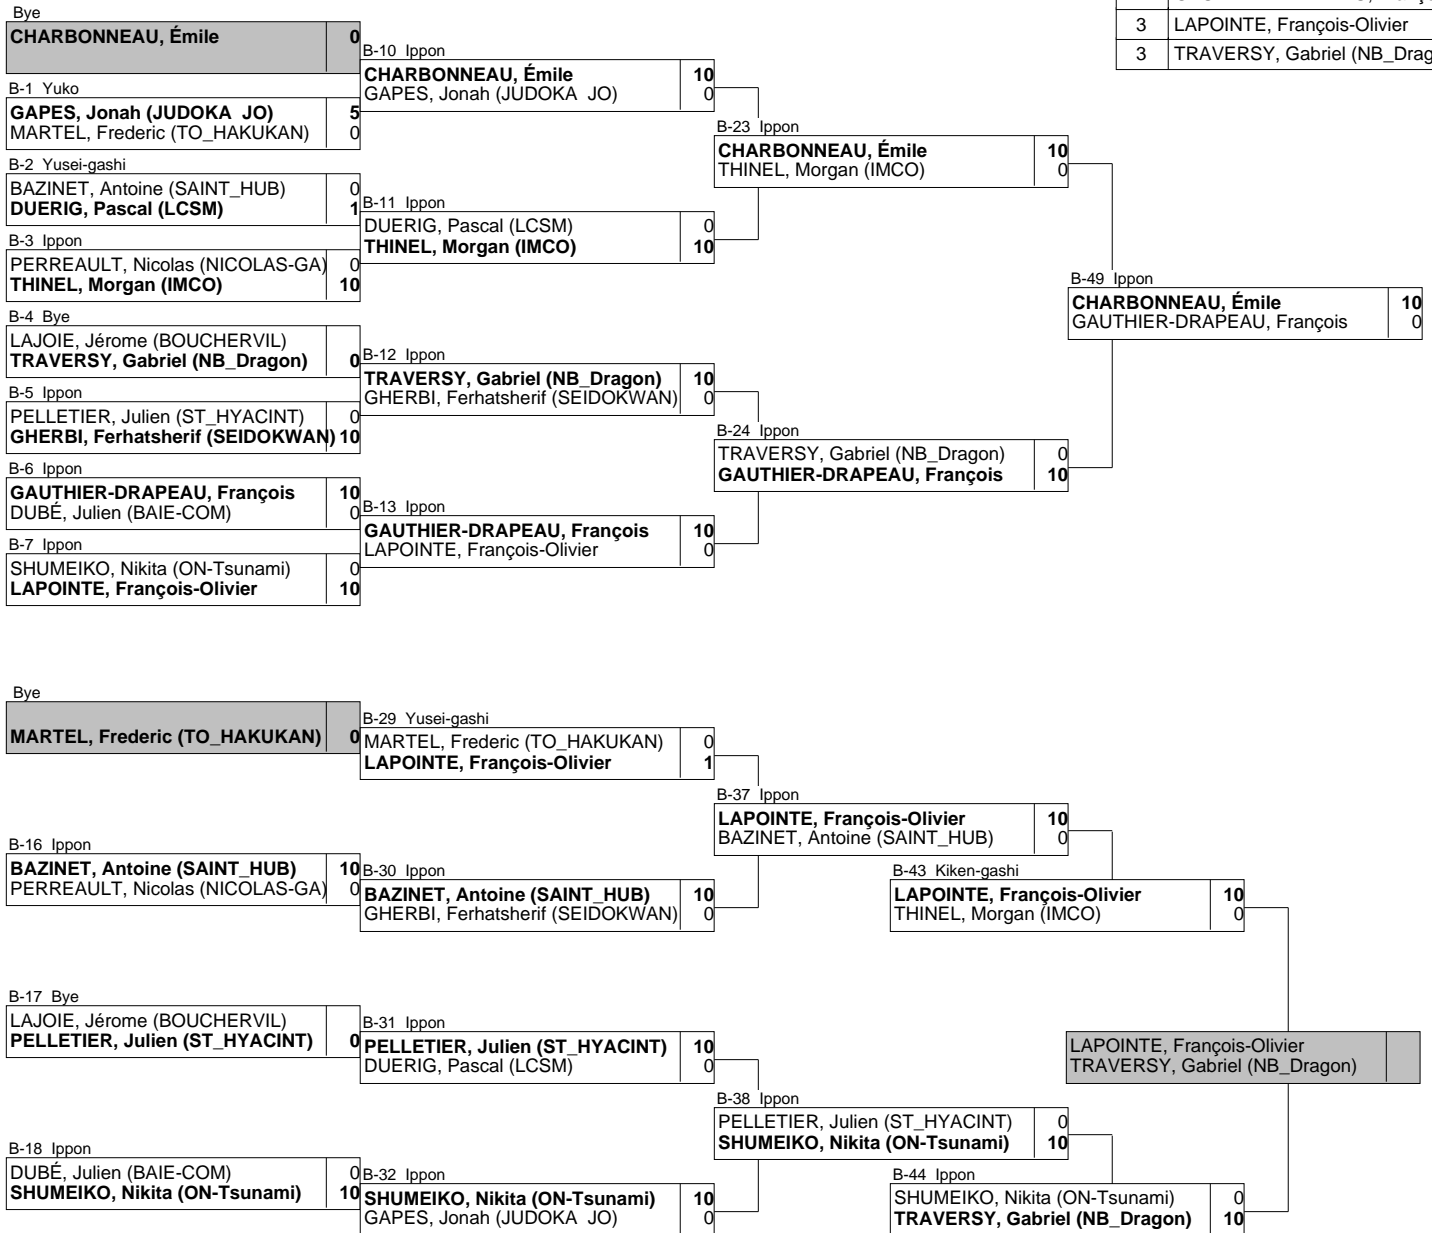 3 LAPOINTE, François-Olivier
3 TRAVERSY, Gabriel
Bye
CHARBONNEAU, Émile 0
B-1 Yuko
GAPES, Jonah (JUDOKA JO) 5
MARTEL, Frederic (TO_HAKUKAN) 0
B-2 Yusei-gashi
BAZINET, Antoine (SAINT_HUB) 0
DUERIG, Pascal (LCSM) 1
B-3 Ippon
PERREAULT, Nicolas (NICOLAS-GA) 0
THINEL, Morgan (IMCO) 10
B-4 Bye
LAJOIE, Jérome (BOUCHERVIL)
TRAVERSY, Gabriel (NB_Dragon) 0
B-5 Ippon
PELLETIER, Julien (ST_HYACINT) 0
GHERBI, Ferhatsherif (SEIDOKWAN) 10
B-6 Ippon
GAUTHIER-DRAPEAU, François 10
DUBÉ, Julien (BAIE-COM) 0
B-7 Ippon
SHUMEIKO, Nikita (ON-Tsunami) 0
LAPOINTE, François-Olivier 10
B-10 Ippon
CHARBONNEAU, Émile 10
GAPES, Jonah (JUDOKA JO) 0
B-11 Ippon
DUERIG, Pascal (LCSM) 0
THINEL, Morgan (IMCO) 10
B-12 Ippon
TRAVERSY, Gabriel (NB_Dragon) 10
GHERBI, Ferhatsherif (SEIDOKWAN) 0
B-13 Ippon
GAUTHIER-DRAPEAU, François 10
LAPOINTE, François-Olivier 0
B-23 Ippon
CHARBONNEAU, Émile 10
THINEL, Morgan (IMCO) 0
B-24 Ippon
TRAVERSY, Gabriel (NB_Dragon) 0
GAUTHIER-DRAPEAU, François 10
B-49 Ippon
CHARBONNEAU, Émile 10
GAUTHIER-DRAPEAU, François 0
Bye
MARTEL, Frederic (TO_HAKUKAN) 0
B-16 Ippon
BAZINET, Antoine (SAINT_HUB) 10
PERREAULT, Nicolas (NICOLAS-GA) 0
B-17 Bye
LAJOIE, Jérome (BOUCHERVIL)
PELLETIER, Julien (ST_HYACINT) 0
B-18 Ippon
DUBÉ, Julien (BAIE-COM) 0
SHUMEIKO, Nikita (ON-Tsunami) 10
B-29 Yusei-gashi
MARTEL, Frederic (TO_HAKUKAN) 0
LAPOINTE, François-Olivier 1
B-30 Ippon
BAZINET, Antoine (SAINT_HUB) 10
GHERBI, Ferhatsherif (SEIDOKWAN) 0
B-31 Ippon
PELLETIER, Julien (ST_HYACINT) 10
DUERIG, Pascal (LCSM) 0
B-32 Ippon
SHUMEIKO, Nikita (ON-Tsunami) 10
GAPES, Jonah (JUDOKA JO) 0
B-37 Ippon
LAPOINTE, François-Olivier 10
BAZINET, Antoine (SAINT_HUB) 0
B-38 Ippon
PELLETIER, Julien (ST_HYACINT) 0
SHUMEIKO, Nikita (ON-Tsunami) 10
B-43 Kiken-gashi
LAPOINTE, François-Olivier 10
THINEL, Morgan (IMCO) 0
B-44 Ippon
SHUMEIKO, Nikita (ON-Tsunami) 0
TRAVERSY, Gabriel (NB_Dragon) 10
LAPOINTE, François-Olivier
TRAVERSY, Gabriel (NB_Dragon)